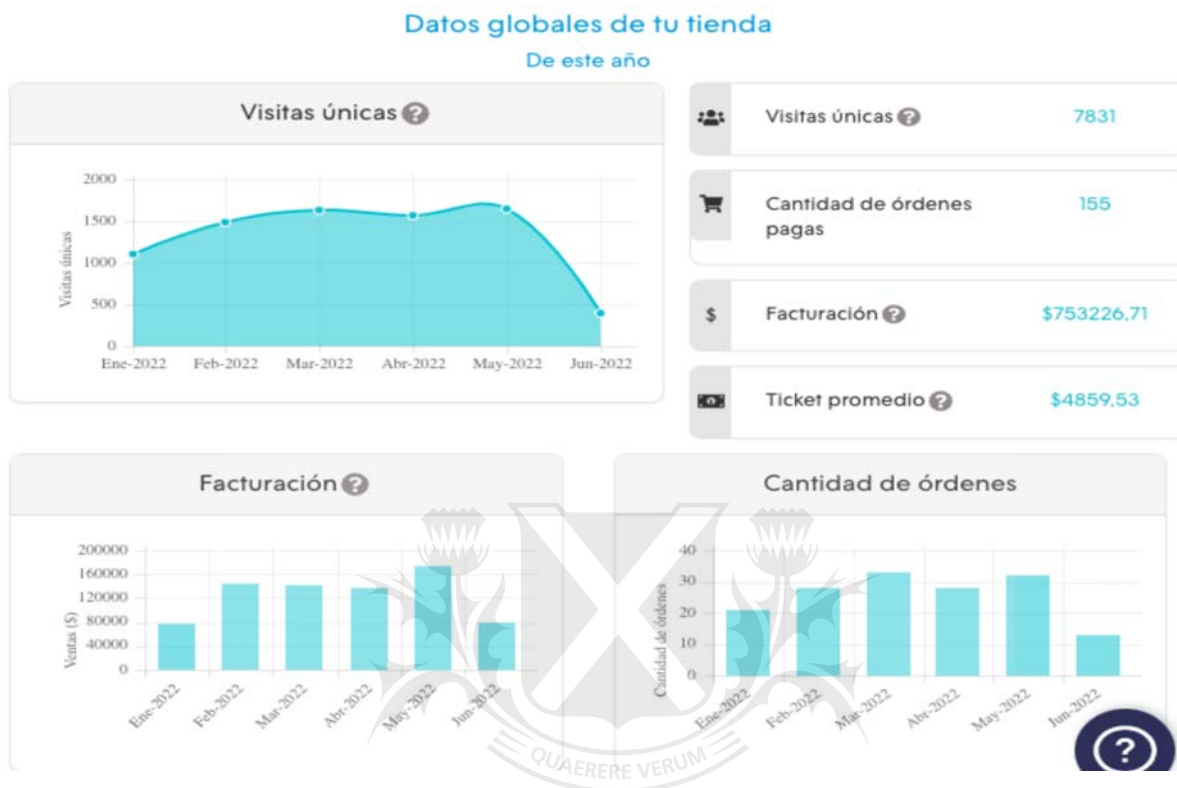 Datos globales de tu tienda
De este año
Visitas únicas ?
2000
1500
1000
500
0
Visitas únicas
Ene-2022 Feb-2022 Mar-2022 Abr-2022 May-2022 Jun-2022
Visitas únicas ? 7831
Cantidad de órdenes 155
pagas
$ Facturación ? $753226,71
Ticket promedio ? $4859,53
Facturación ?
200000
160000
120000
80000
40000
0
Ventas ($)
Ene-2022 Feb-2022 Mar-2022 Abr-2022 May-2022 Jun-2022
Cantidad de órdenes
40
30
20
10
0
Cantidad de órdenes
Ene-2022 Feb-2022 Mar-2022 Abr-2022 May-2022 Jun-2022
?
QUAERERE VERUM